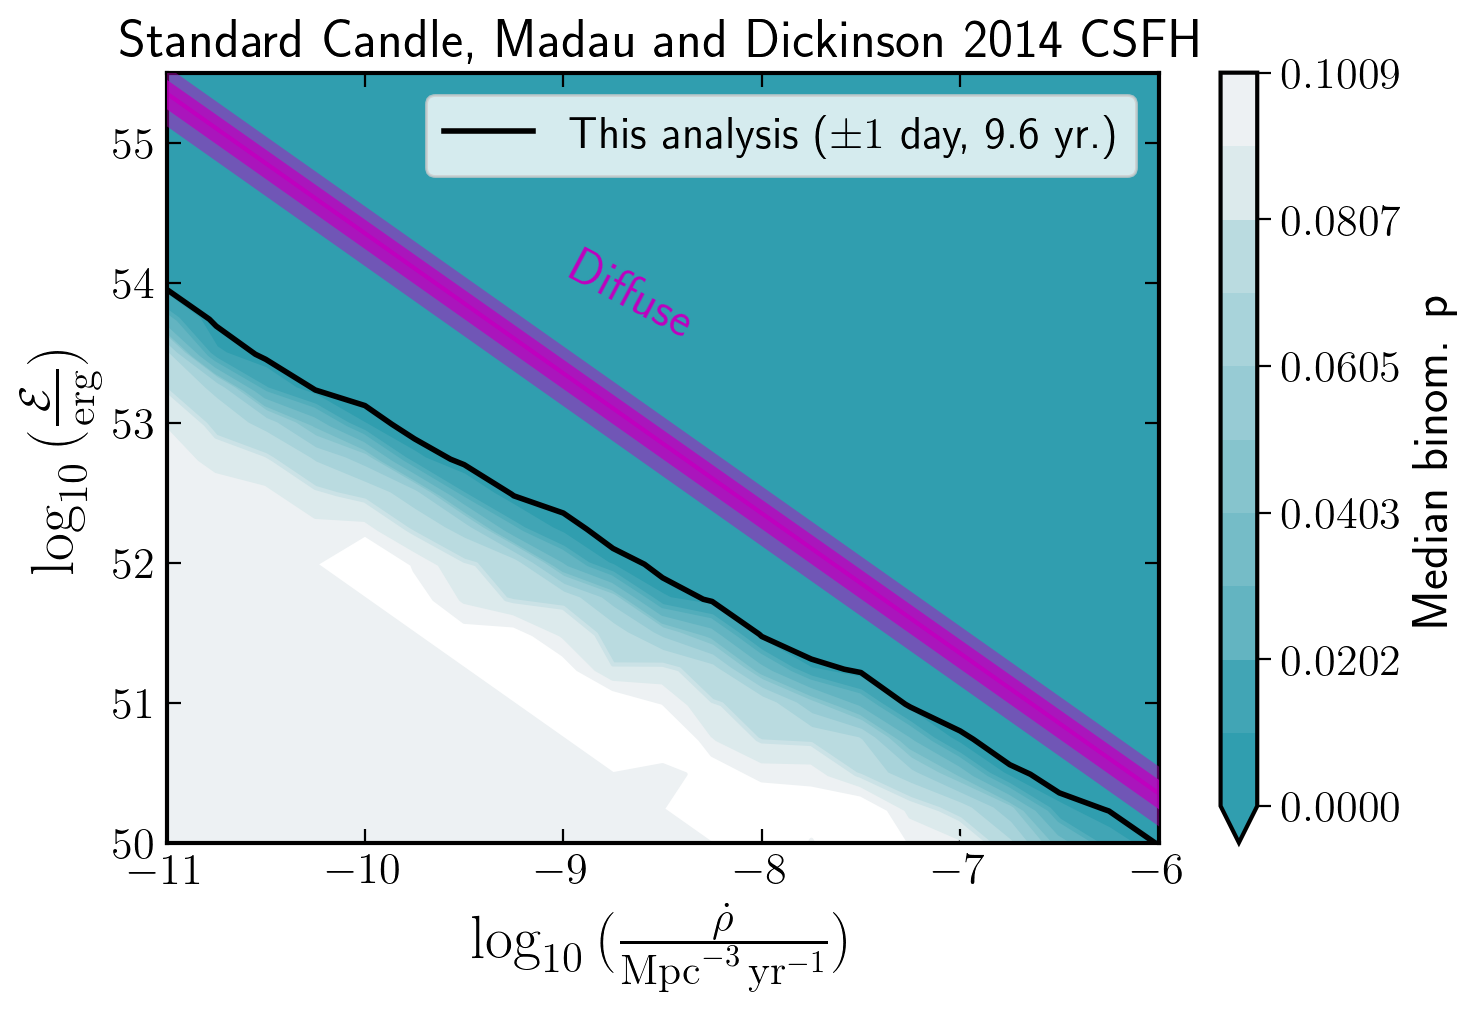 Standard Candle, Madau and Dickinson 2014 CSFH
This analysis (±1 day, 9.6 yr.)
Diffuse
log₁₀ (ℰ/erg)
55
54
53
52
51
50
−11 −10 −9 −8 −7 −6
log₁₀ (ρ̇/Mpc⁻³ yr⁻¹)
0.1009
0.0807
0.0605
0.0403
0.0202
0.0000
Median binom. p